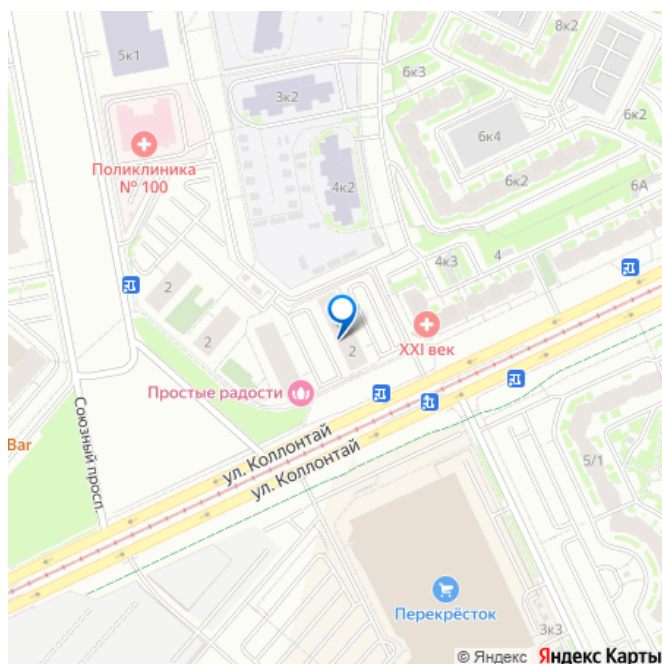 8к2
5к1
6к3
3к2
6к2
6к4
Поликлиника
№ 100
4к2
6к2
6А
4
4к3
2
2
2
XXI век
Простые радости
ул. Коллонтай
ул. Коллонтай
Союзный просп.
Bar
5/1
Перекрёсток
3к3
© Яндекс Яндекс Карты